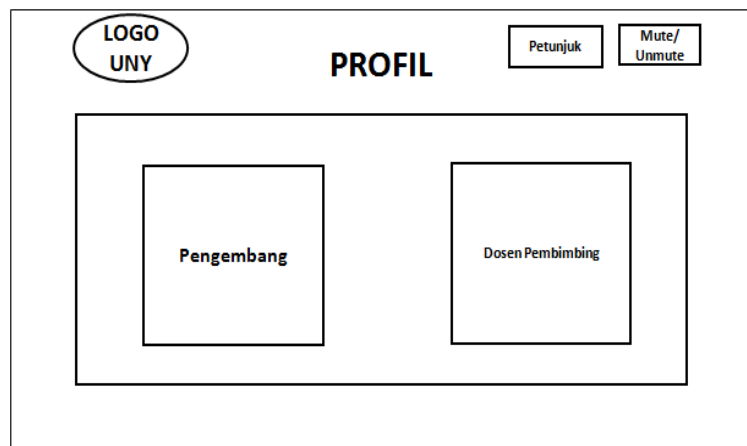 LOGO
UNY
PROFIL
Petunjuk
Mute/
Unmute
Pengembang
Dosen Pembimbing